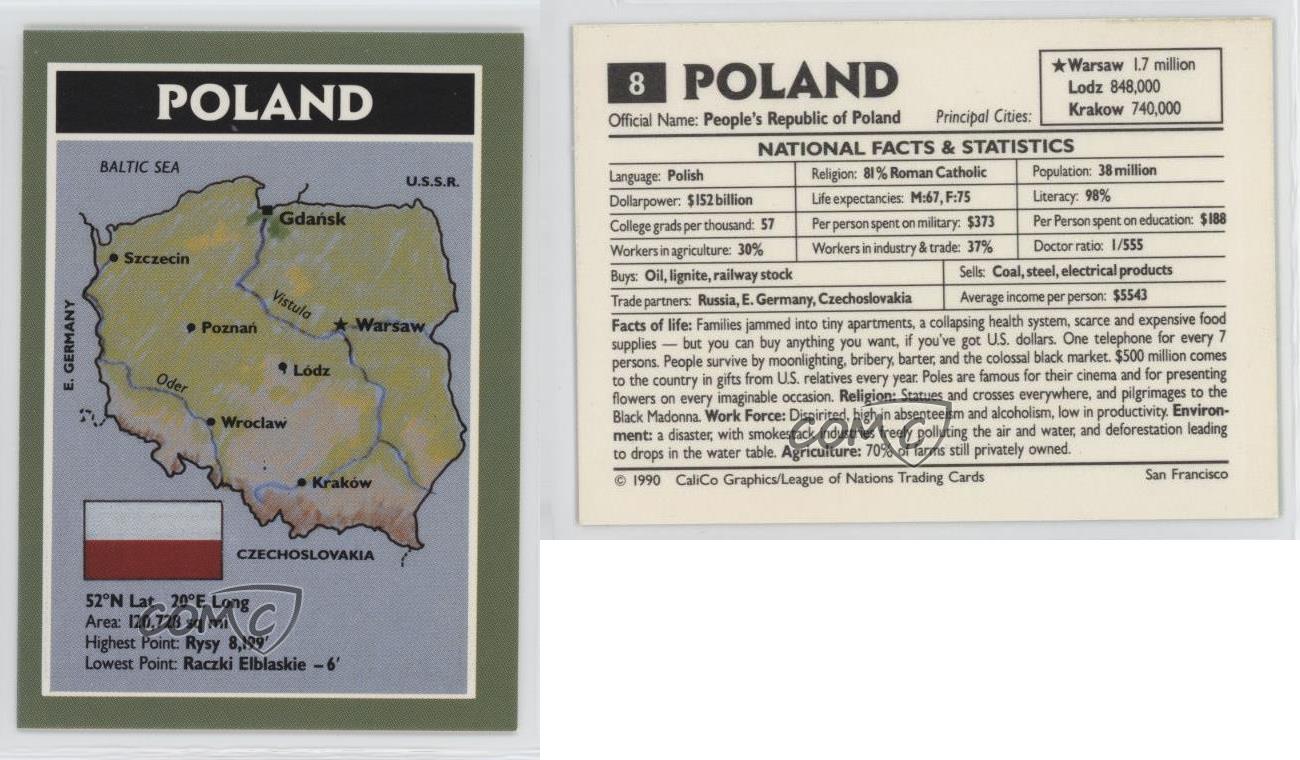 POLAND
BALTIC SEA
U.S.S.R.
Gdańsk
Szczecin
Vistula
E. GERMANY
Poznań
Warsaw
Lódz
Oder
Wroclaw
Kraków
CZECHOSLOVAKIA
52°N Lat 20°E Long
Area: 120,728 sq mi
Highest Point: Rysy 8,199′
Lowest Point: Raczki Elblaskie – 6′
COMC
8 POLAND
Official Name: People's Republic of Poland
Principal Cities:
★Warsaw 1.7 million
Lodz 848,000
Krakow 740,000
NATIONAL FACTS & STATISTICS
Language: Polish Religion: 81% Roman Catholic Population: 38 million
Dollarpower: $152 billion Life expectancies: M:67, F:75 Literacy: 98%
College grads per thousand: 57 Per person spent on military: $373 Per Person spent on education: $188
Workers in agriculture: 30% Workers in industry & trade: 37% Doctor ratio: 1/555
Buys: Oil, lignite, railway stock Sells: Coal, steel, electrical products
Trade partners: Russia, E. Germany, Czechoslovakia Average income per person: $5543
Facts of life: Families jammed into tiny apartments, a collapsing health system, scarce and expensive food
supplies — but you can buy anything you want, if you've got U.S. dollars. One telephone for every 7
persons. People survive by moonlighting, bribery, barter, and the colossal black market. $500 million comes
to the country in gifts from U.S. relatives every year. Poles are famous for their cinema and for presenting
flowers on every imaginable occasion. Religion: Statues and crosses everywhere, and pilgrimages to the
Black Madonna. Work Force: Dispirited, high in absenteeism and alcoholism, low in productivity. Environ-
ment: a disaster, with smokestack industries freely polluting the air and water, and deforestation leading
to drops in the water table. Agriculture: 70% of farms still privately owned.
COMC
© 1990 CaliCo Graphics/League of Nations Trading Cards San Francisco